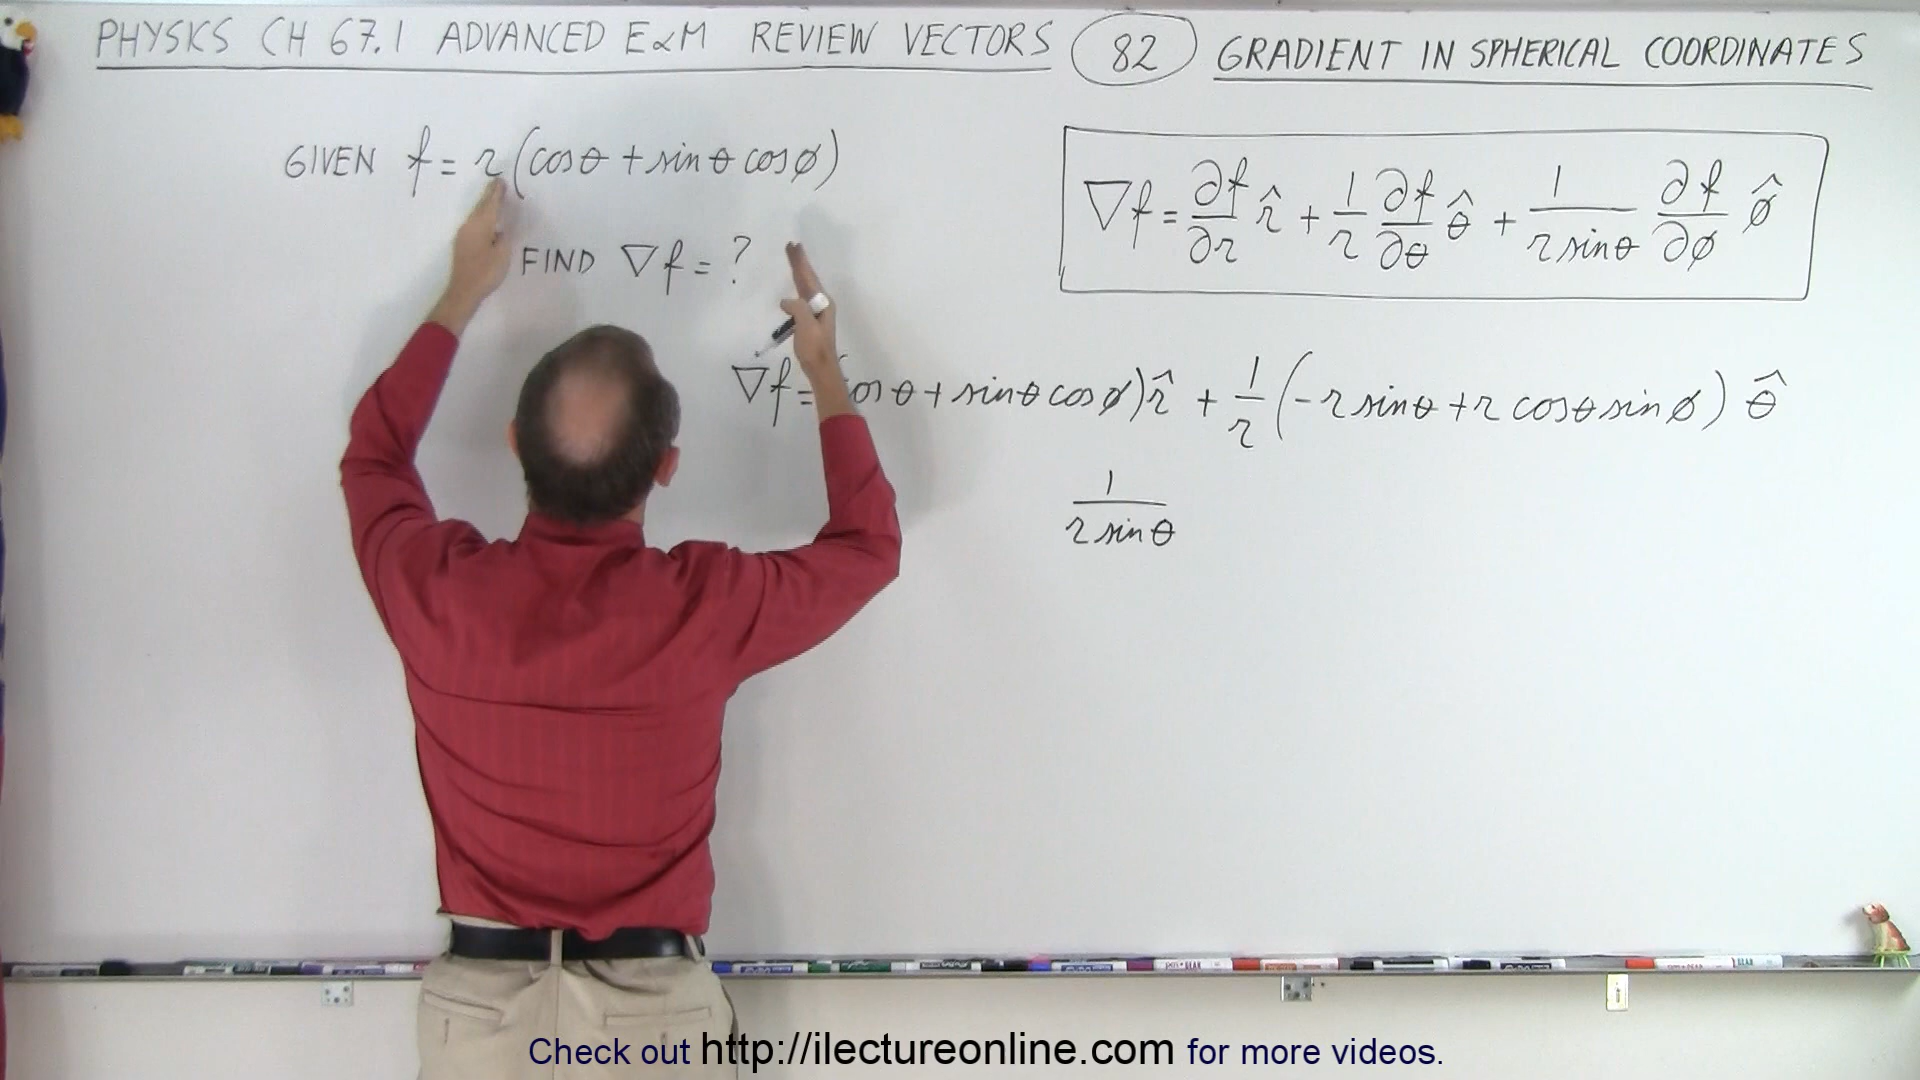 PHYSICS CH 67.1 ADVANCED E&M REVIEW VECTORS 82 GRADIENT IN SPHERICAL COORDINATES
GIVEN f = r(cosθ + sinθ cosφ)
FIND ∇f = ?
∇f = ∂f/∂r r̂ + 1/r ∂f/∂θ θ̂ + 1/(r sinθ) ∂f/∂φ φ̂
∇f = (cosθ + sinθ cosφ) r̂ + 1/r (-r sinθ + r cosθ sinφ) θ̂
1/(r sinθ)
Check out http://ilectureonline.com for more videos.